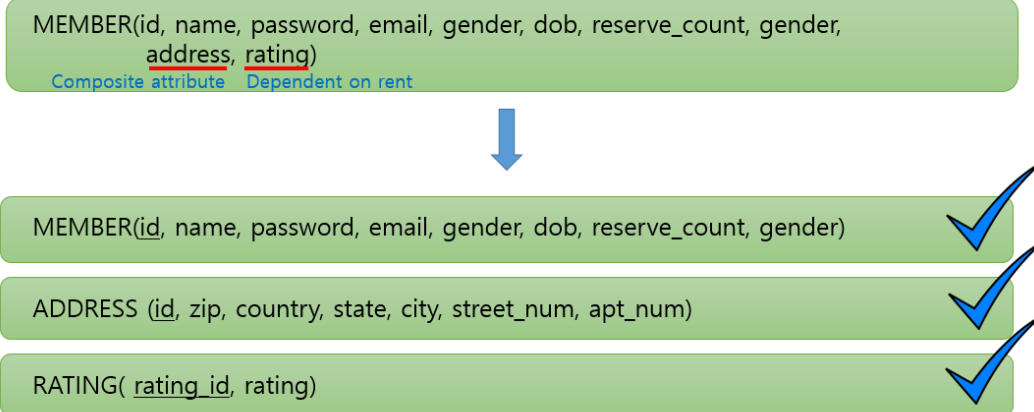 MEMBER(id, name, password, email, gender, dob, reserve_count, gender,
address, rating)
Composite attribute Dependent on rent
MEMBER(id, name, password, email, gender, dob, reserve_count, gender)
ADDRESS (id, zip, country, state, city, street_num, apt_num)
RATING( rating_id, rating)